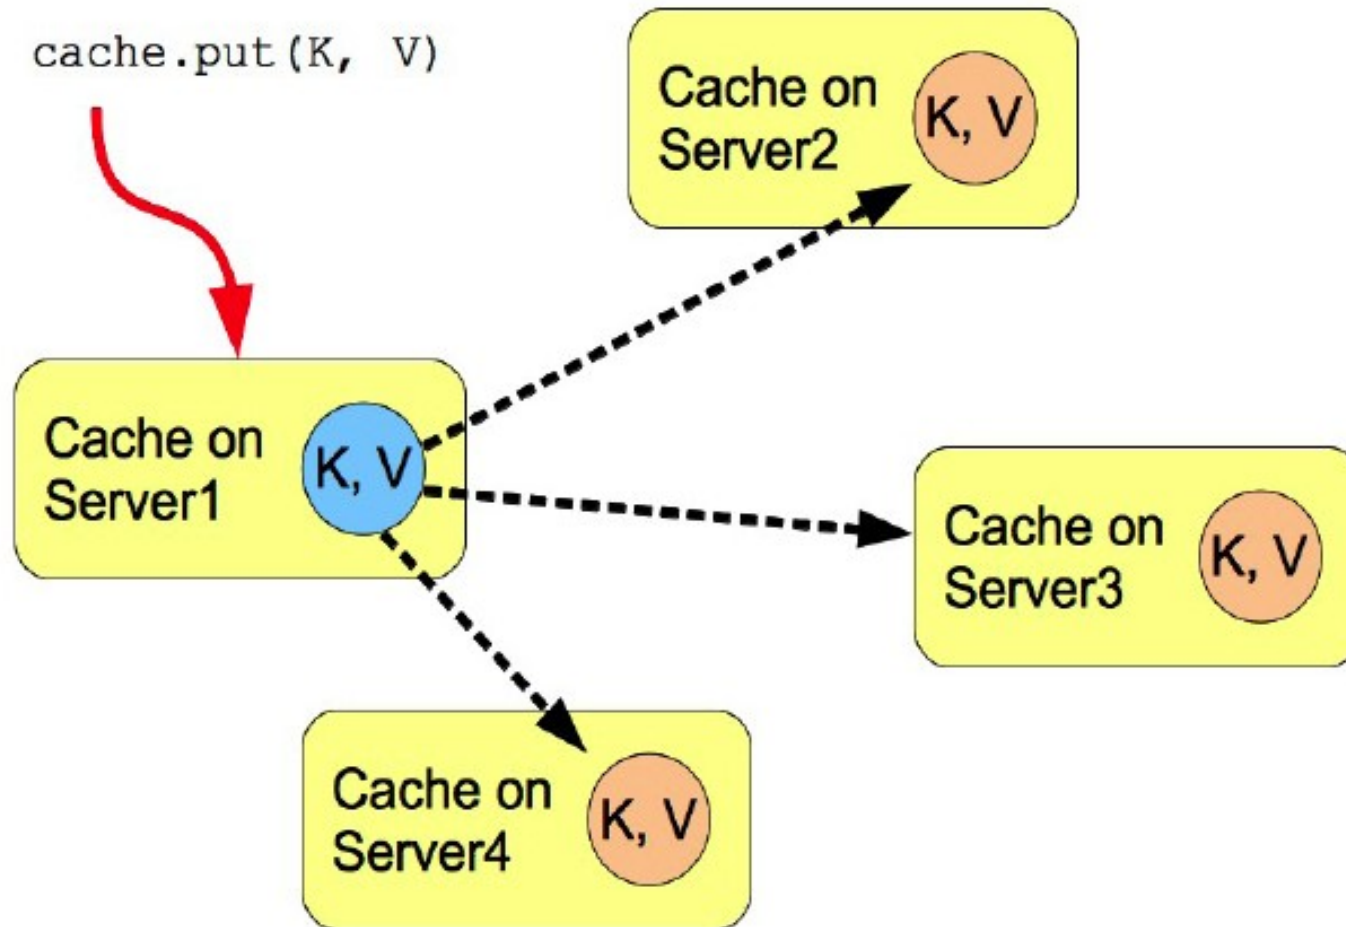 cache.put(K, V)
Cache on
Server2
K, V
Cache on
Server1
K, V
Cache on
Server3
K, V
Cache on
Server4
K, V